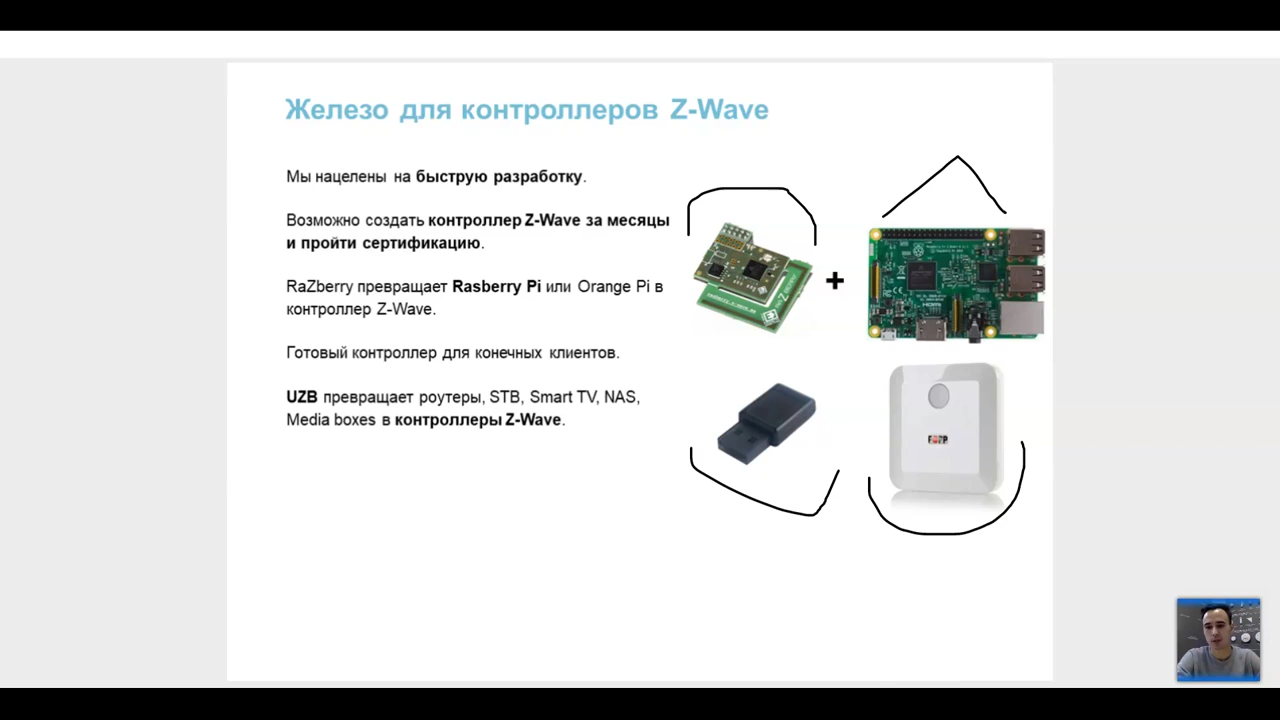 Железо для контроллеров Z-Wave
Мы нацелены на быструю разработку.
Возможно создать контроллер Z-Wave за месяцы
и пройти сертификацию.
RaZberry превращает Rasberry Pi или Orange Pi в
контроллер Z-Wave.
Готовый контроллер для конечных клиентов.
UZB превращает роутеры, STB, Smart TV, NAS,
Media boxes в контроллеры Z-Wave.
+
HDMI